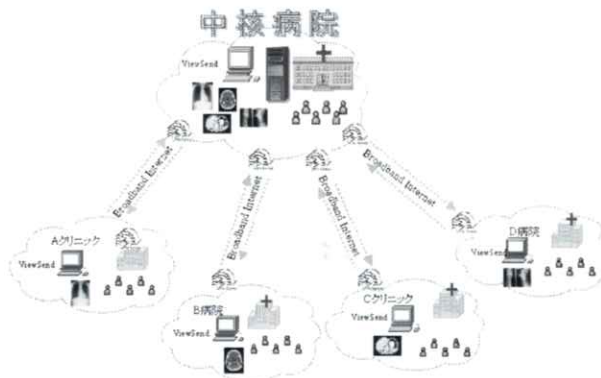 中核病院
ViewSend
Broadband Internet
Broadband Internet
Broadband Internet
Broadband Internet
Aクリニック
ViewSend
B病院
ViewSend
Cクリニック
ViewSend
D病院
ViewSend